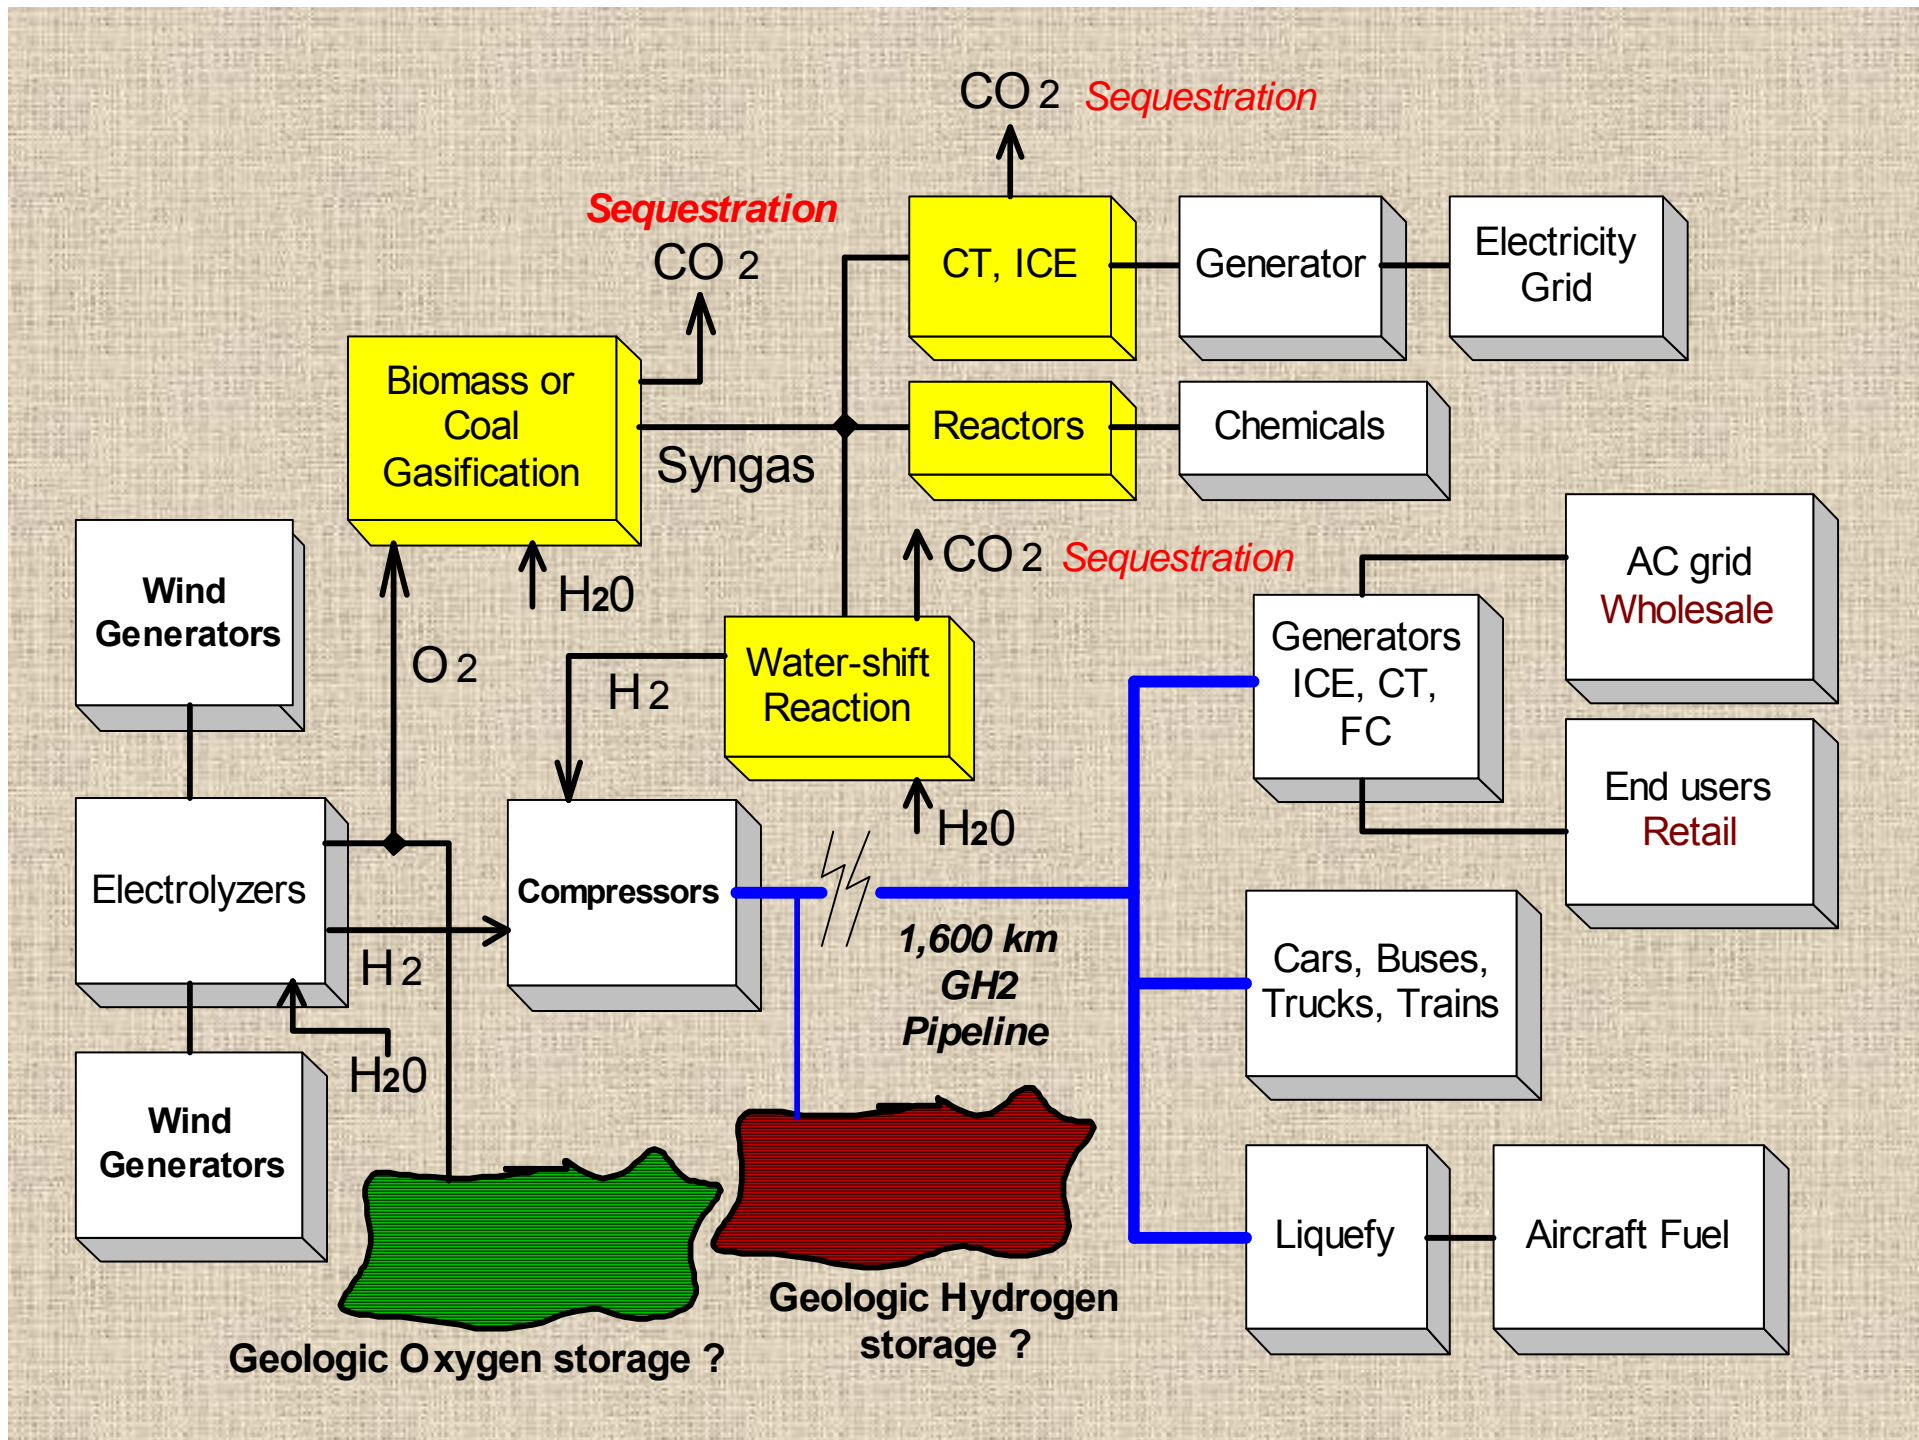 CO 2 Sequestration
Sequestration
CO 2
CT, ICE
Generator
Electricity
Grid
Biomass or
Coal
Gasification
Syngas
Reactors
Chemicals
CO 2 Sequestration
H20
O 2
H 2
Water-shift
Reaction
H20
Wind
Generators
Electrolyzers
H 2
H20
Wind
Generators
Compressors
1,600 km
GH2
Pipeline
Generators
ICE, CT,
FC
AC grid
Wholesale
End users
Retail
Cars, Buses,
Trucks, Trains
Liquefy
Aircraft Fuel
Geologic Oxygen storage ?
Geologic Hydrogen
storage ?